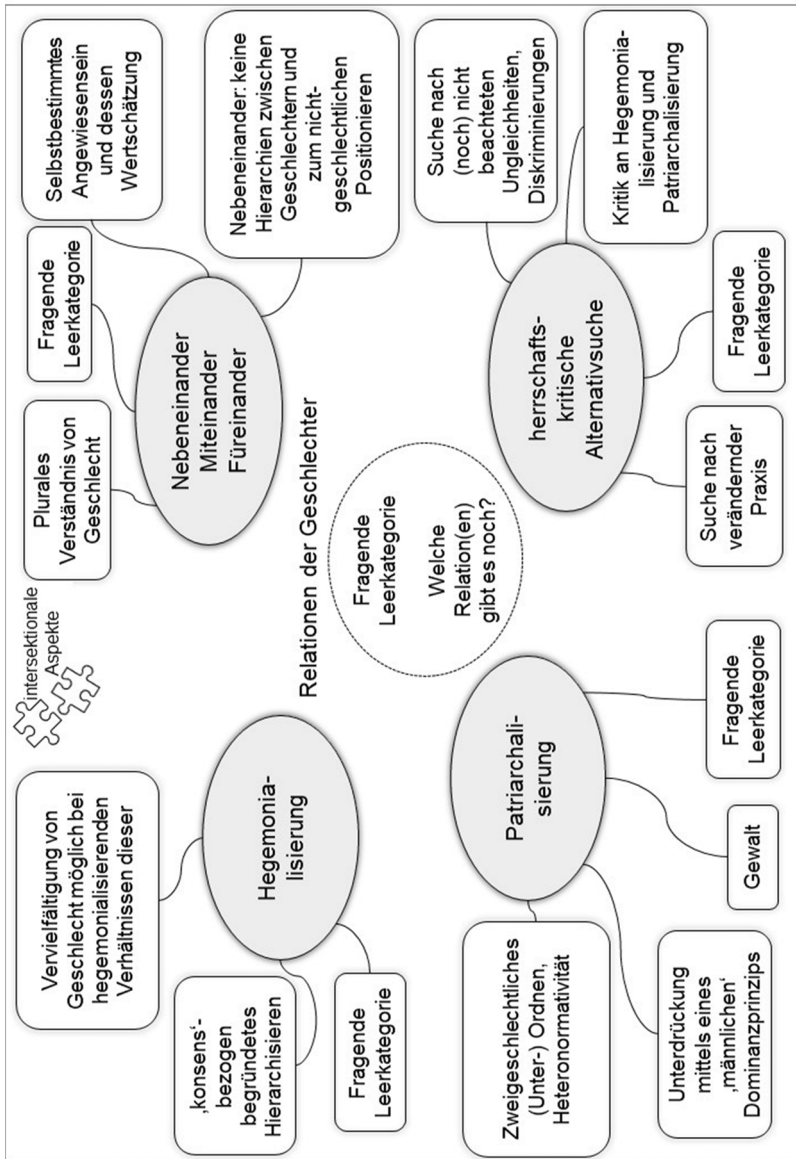 Vervielfältigung von
Geschlecht möglich bei
hegemonialisierenden
Verhältnissen dieser
intersektionale
Aspekte
Plurales
Verständnis von
Geschlecht
Fragende
Leerkategorie
Selbstbestimmtes
Angewiesensein
und dessen
Wertschätzung
‚konsens‘-
bezogen
begründetes
Hierarchisieren
Hegemonia-
lisierung
Nebeneinander
Miteinander
Füreinander
Nebeneinander: keine
Hierarchien zwischen
Geschlechtern und
zum nicht-
geschlechtlichen
Positionieren
Fragende
Leerkategorie
Relationen der Geschlechter
Fragende
Leerkategorie
Welche
Relation(en)
gibt es noch?
Zweigeschlechtliches
(Unter-) Ordnen,
Heteronormativität
Patriarchali-
sierung
herrschafts-
kritische
Alternativsuche
Suche nach
(noch) nicht
beachteten
Ungleichheiten,
Diskriminierungen
Unterdrückung
mittels eines
‚männlichen‘
Dominanzprinzips
Gewalt
Fragende
Leerkategorie
Suche nach
verändernder
Praxis
Fragende
Leerkategorie
Kritik an Hegemonia-
lisierung und
Patriarchalisierung